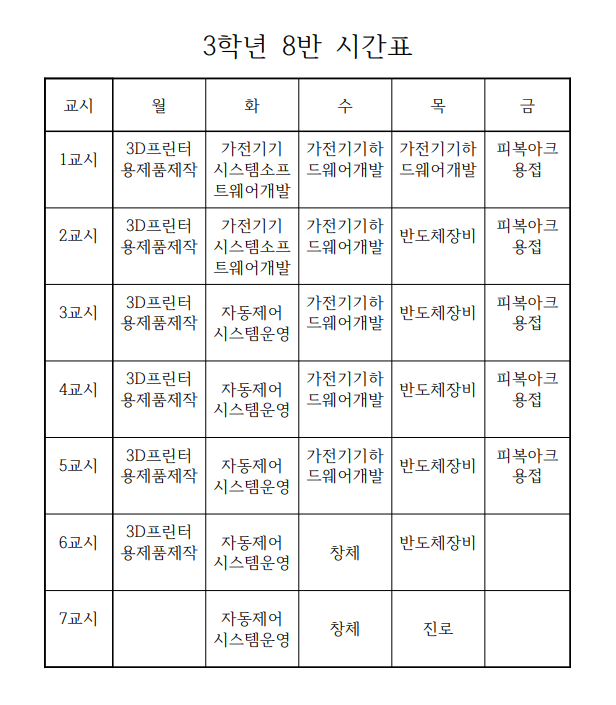 3학년 8반 시간표
교시 월 화 수 목 금
1교시 3D프린터 가전기기 가전기기하 가전기기하 피복아크
용제품제작 시스템소프 드웨어개발 드웨어개발 용접
트웨어개발
2교시 3D프린터 가전기기 가전기기하 반도체장비 피복아크
용제품제작 시스템소프 드웨어개발 용접
트웨어개발
3교시 3D프린터 자동제어 가전기기하 반도체장비 피복아크
용제품제작 시스템운영 드웨어개발 용접
4교시 3D프린터 자동제어 가전기기하 반도체장비 피복아크
용제품제작 시스템운영 드웨어개발 용접
5교시 3D프린터 자동제어 가전기기하 반도체장비 피복아크
용제품제작 시스템운영 드웨어개발 용접
6교시 3D프린터 자동제어 창체 반도체장비
용제품제작 시스템운영
7교시 자동제어 창체 진로
시스템운영